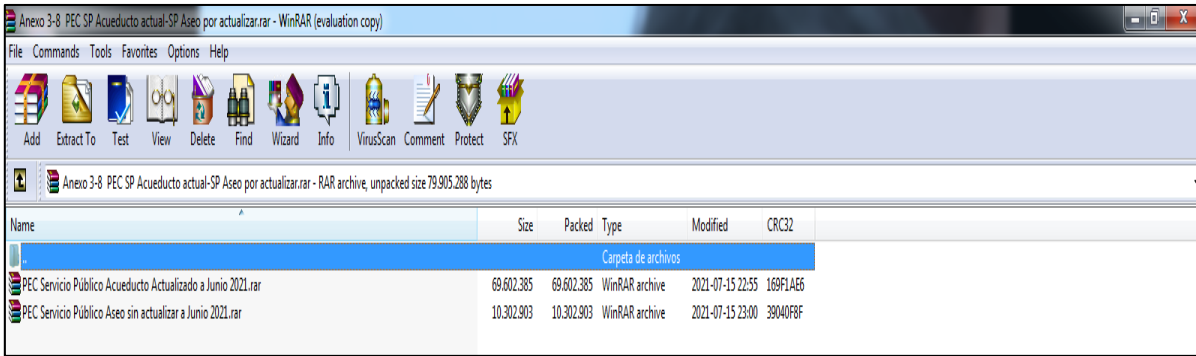 Anexo 3-8 PEC SP Acueducto actual-SP Aseo por actualizar.rar - WinRAR (evaluation copy)
File Commands Tools Favorites Options Help
Add Extract To Test View Delete Find Wizard Info VirusScan Comment Protect SFX
Anexo 3-8 PEC SP Acueducto actual-SP Aseo por actualizar.rar - RAR archive, unpacked size 79.905.288 bytes
Name Size Packed Type Modified CRC32
.. Carpeta de archivos
PEC Servicio Público Acueducto Actualizado a Junio 2021.rar 69.602.385 69.602.385 WinRAR archive 2021-07-15 22:55 169F1AE6
PEC Servicio Público Aseo sin actualizar a Junio 2021.rar 10.302.903 10.302.903 WinRAR archive 2021-07-15 23:00 39040F8F